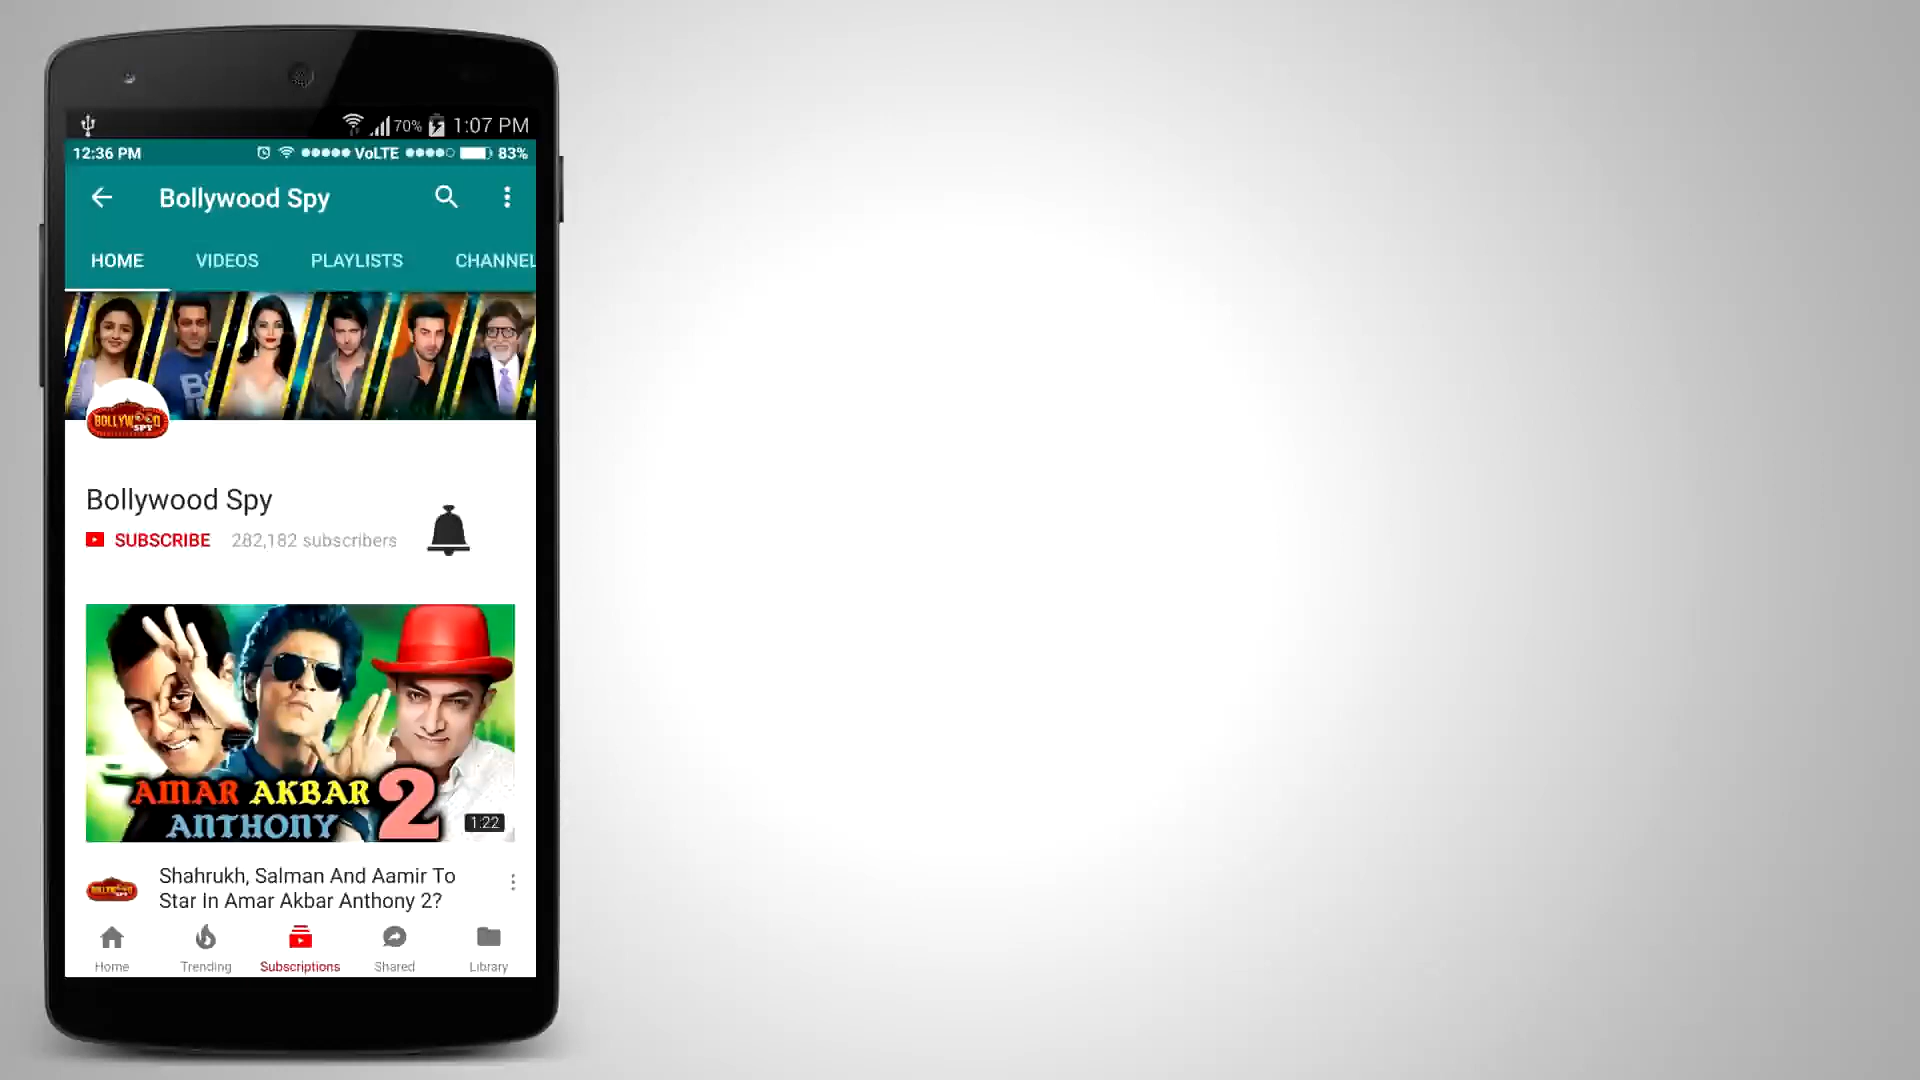 70% 1:07 PM
12:36 PM VoLTE 83%
Bollywood Spy
HOME VIDEOS PLAYLISTS CHANNEL
BOLLYWOOD
SPY
Bollywood Spy
SUBSCRIBE 282,182 subscribers
AMAR AKBAR 2
ANTHONY
1:22
Shahrukh, Salman And Aamir To
Star In Amar Akbar Anthony 2?
Home Trending Subscriptions Shared Library